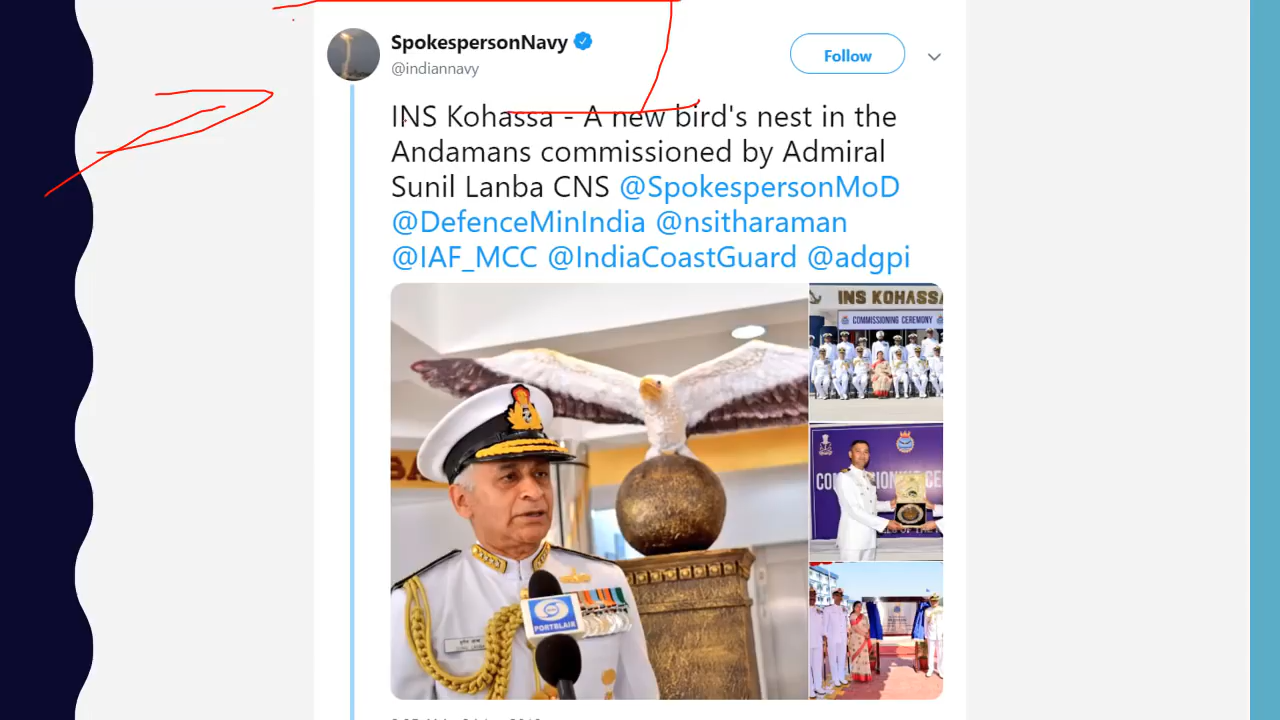 SpokespersonNavy
@indiannavy
Follow
INS Kohassa - A new bird's nest in the
Andamans commissioned by Admiral
Sunil Lanba CNS @SpokespersonMoD
@DefenceMinIndia @nsitharaman
@IAF_MCC @IndiaCoastGuard @adgpi
INS KOHASSA
COMMISSIONING CEREMONY
PORTBLAIR